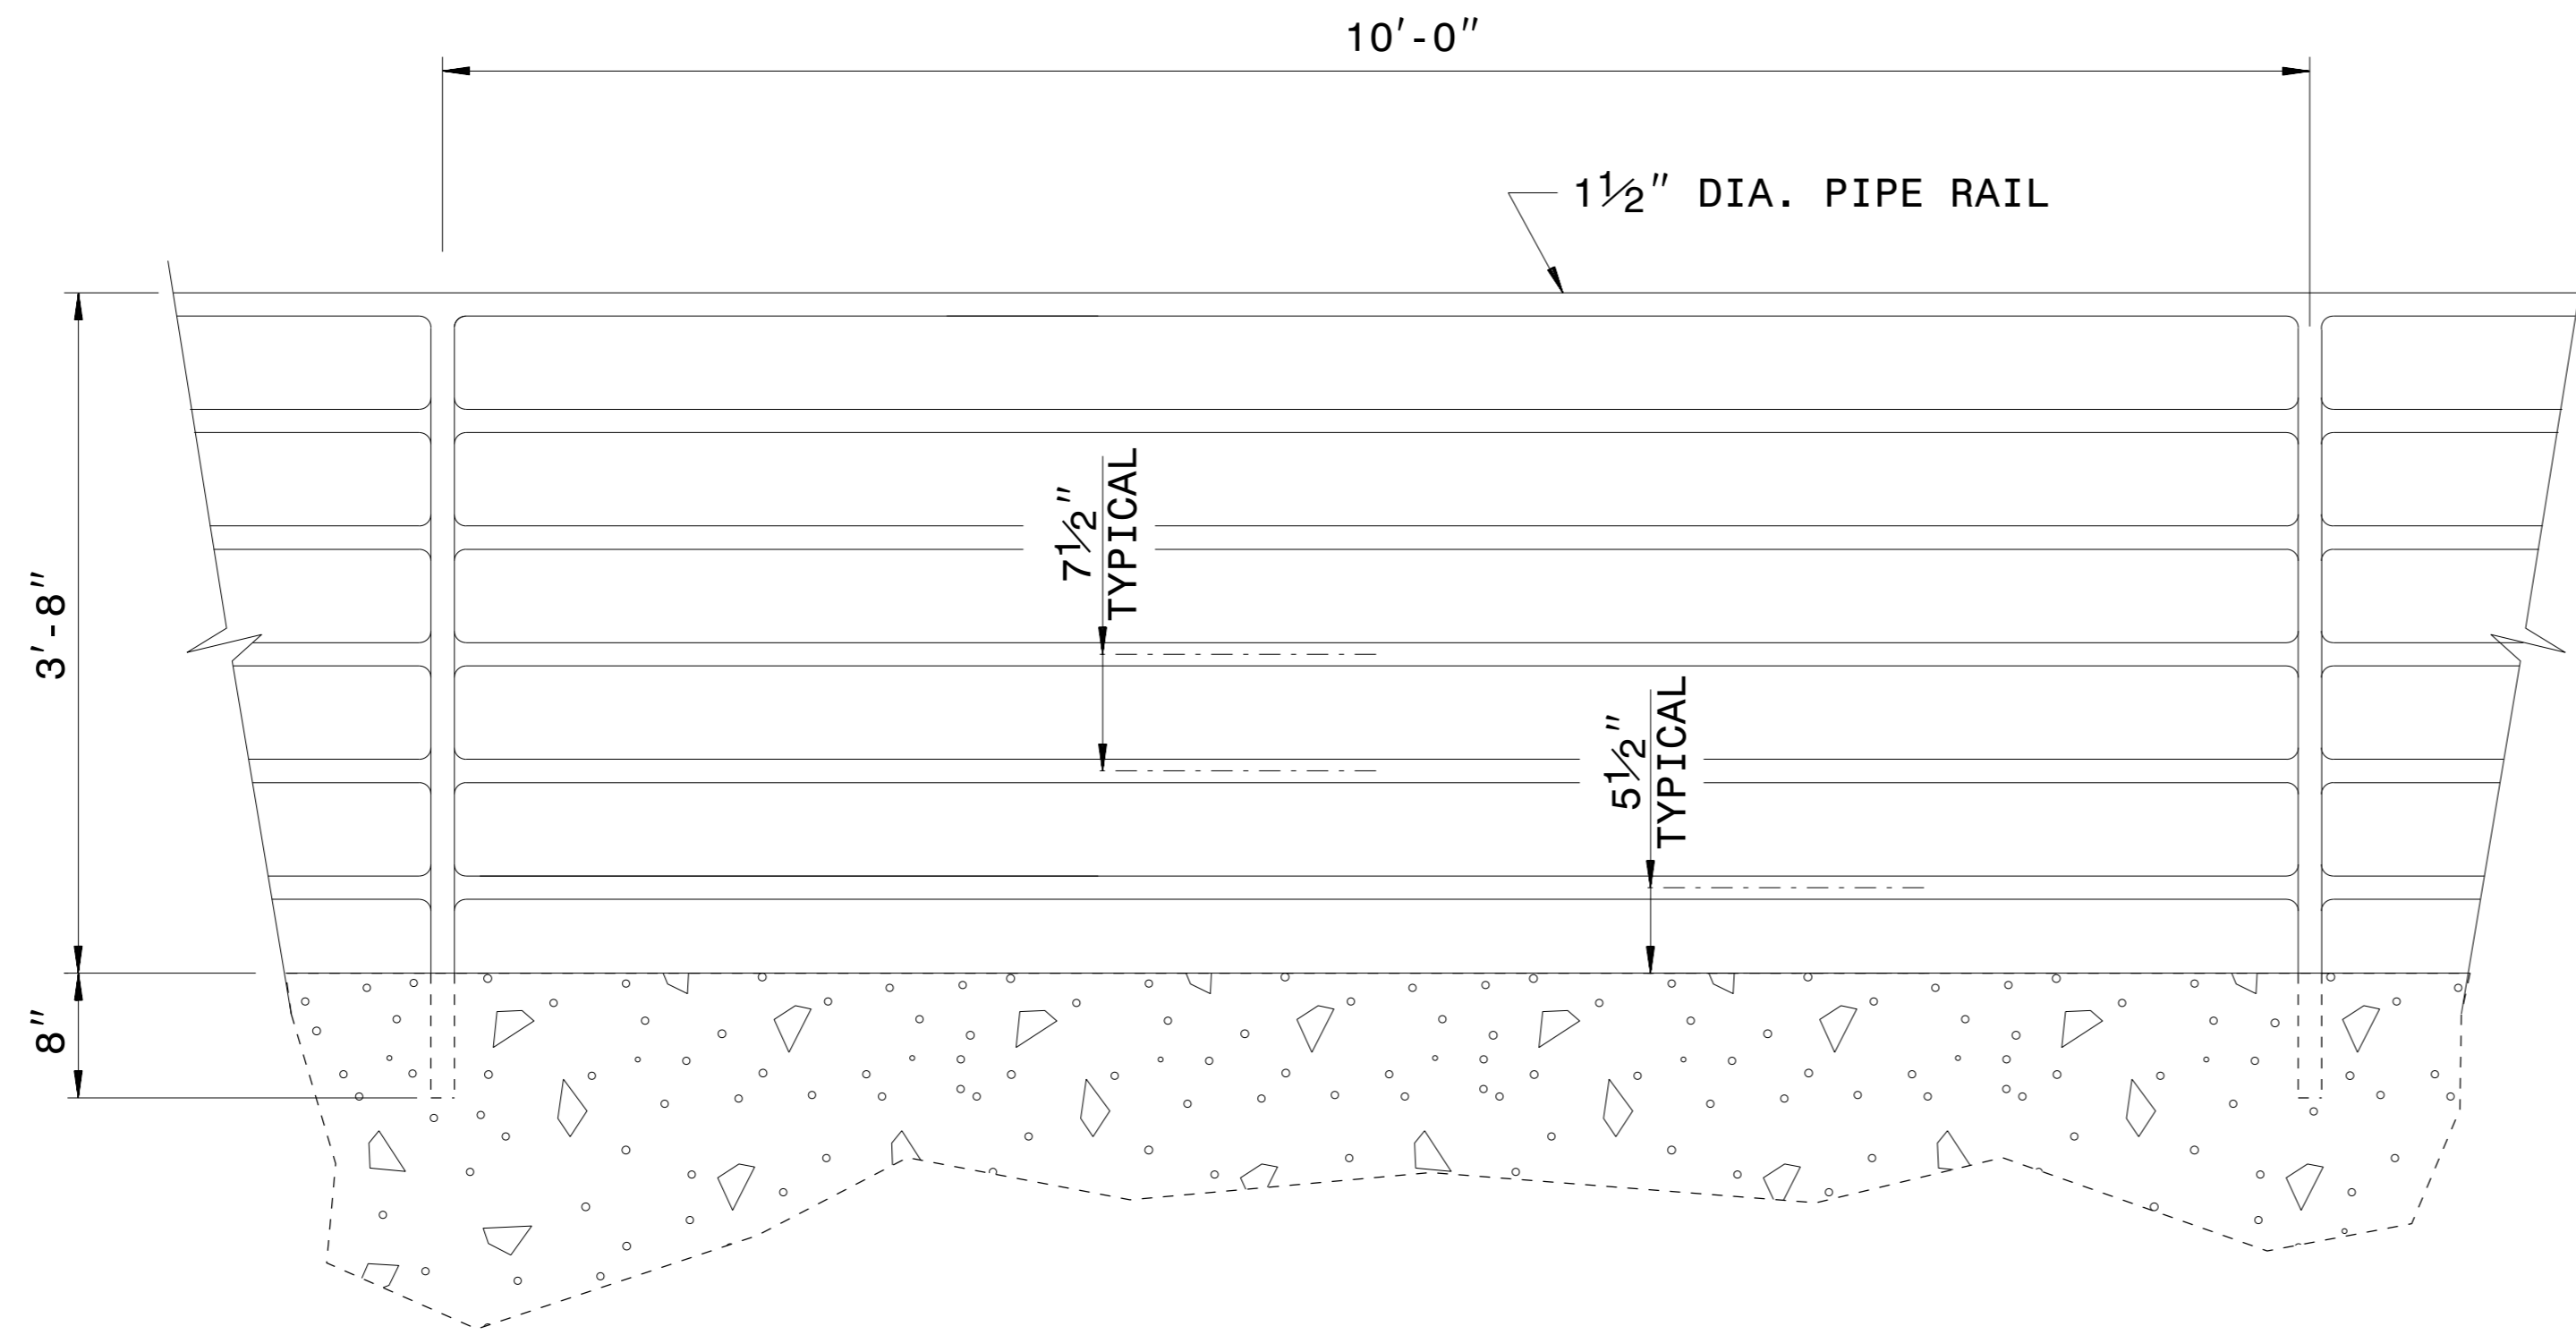 10'-0"
1½" DIA. PIPE RAIL
7½"
TYPICAL
3'-8"
5½"
TYPICAL
8"